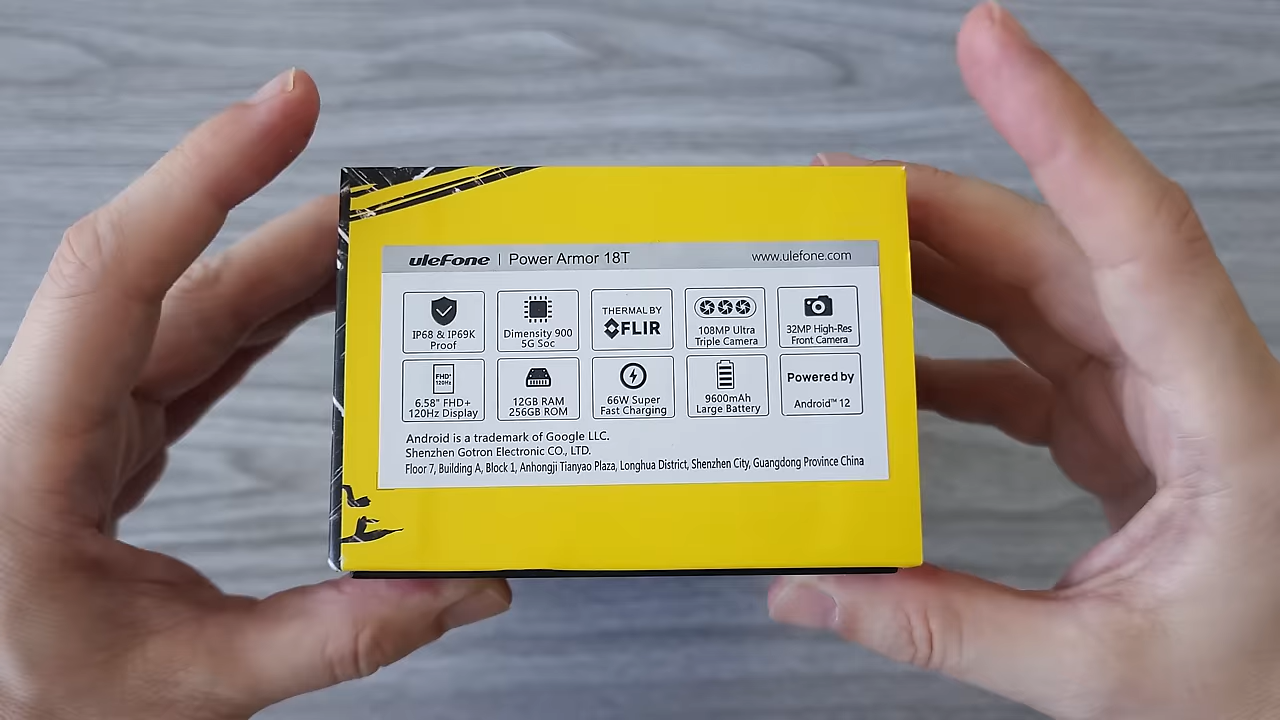 uleFone | Power Armor 18T www.ulefone.com
IP68 & IP69K
Proof
Dimensity 900
5G Soc
THERMAL BY
FLIR
108MP Ultra
Triple Camera
32MP High-Res
Front Camera
FHD+
120Hz
6.58" FHD+
120Hz Display
12GB RAM
256GB ROM
66W Super
Fast Charging
9600mAh
Large Battery
Powered by
Android™ 12
Android is a trademark of Google LLC.
Shenzhen Gotron Electronic CO., LTD.
Floor 7, Building A, Block 1, Anhongji Tianyao Plaza, Longhua District, Shenzhen City, Guangdong Province China